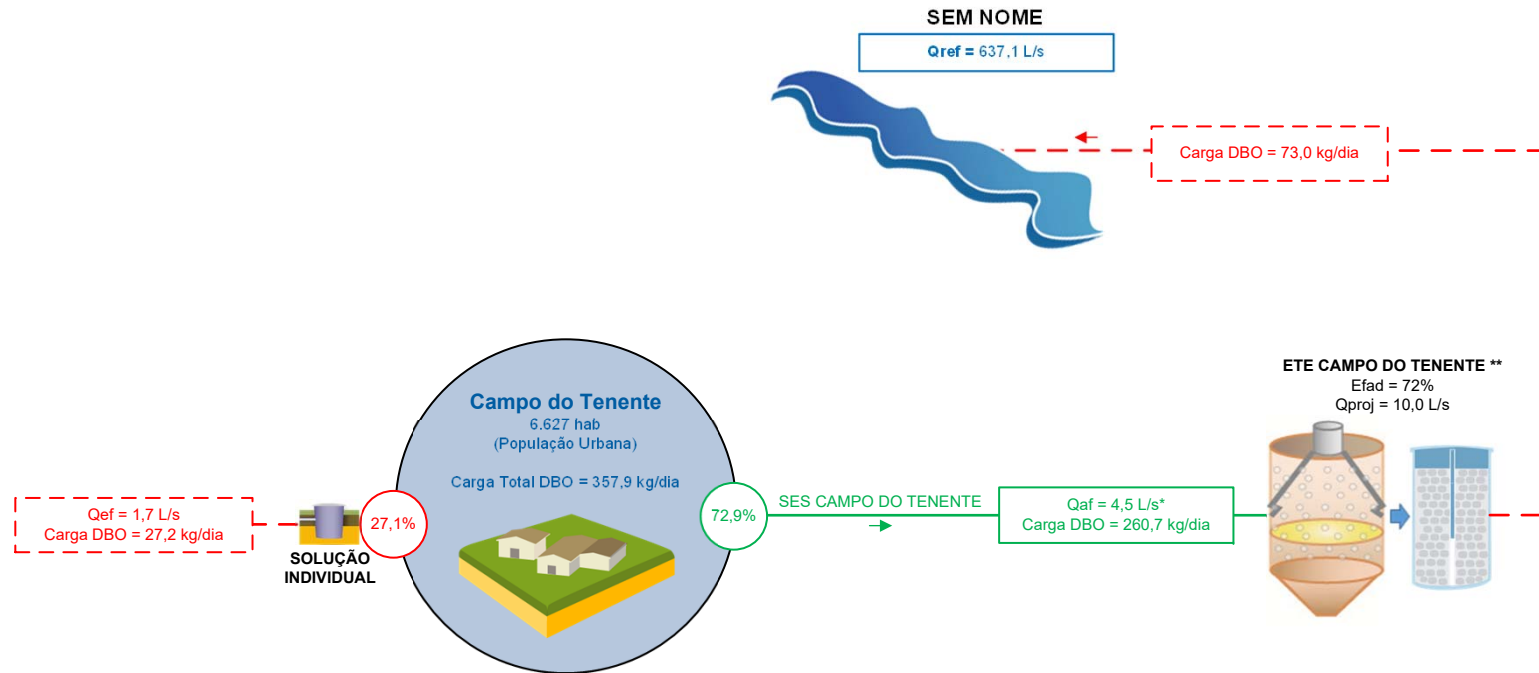 SEM NOME
Qref = 637,1 L/s
Carga DBO = 73,0 kg/dia
ETE CAMPO DO TENENTE **
Efad = 72%
Qproj = 10,0 L/s
Campo do Tenente
6.627 hab
(População Urbana)
Carga Total DBO = 357,9 kg/dia
Qef = 1,7 L/s
Carga DBO = 27,2 kg/dia
SOLUÇÃO
INDIVIDUAL
27,1%
72,9%
SES CAMPO DO TENENTE
Qaf = 4,5 L/s*
Carga DBO = 260,7 kg/dia